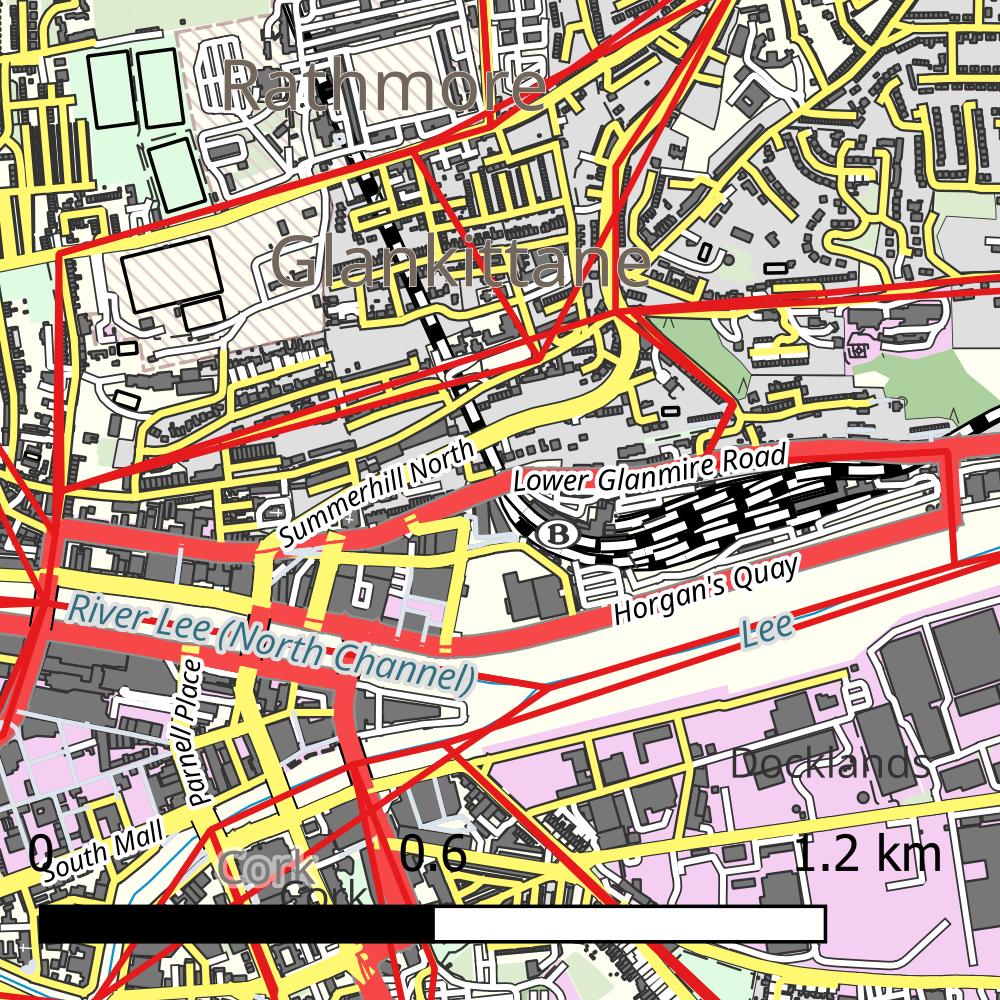 Rathmore
Glankittane
Summerhill North
Lower Glanmire Road
B
Horgan's Quay
River Lee (North Channel)
Lee
Parnell Place
Docklands
South Mall
Cork
0 0.6 1.2 km